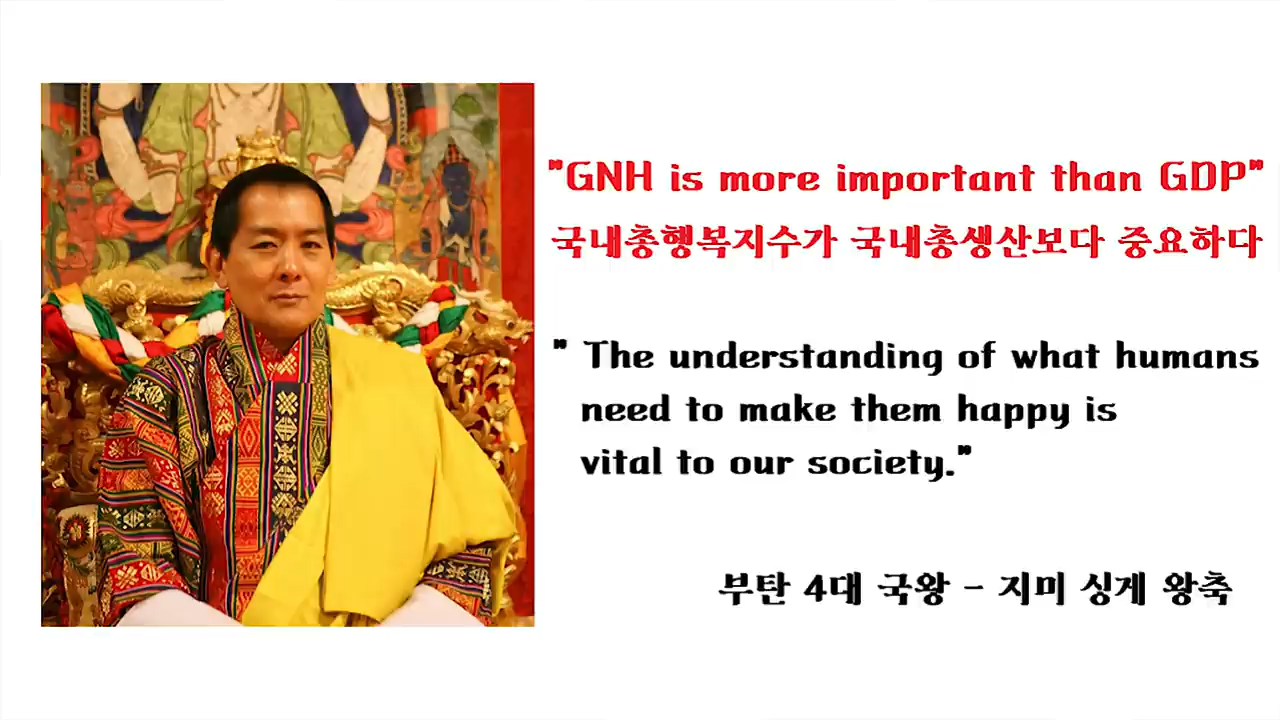 "GNH is more important than GDP"
국내총행복지수가 국내총생산보다 중요하다
" The understanding of what humans
need to make them happy is
vital to our society."
부탄 4대 국왕 - 지미 싱게 왕축